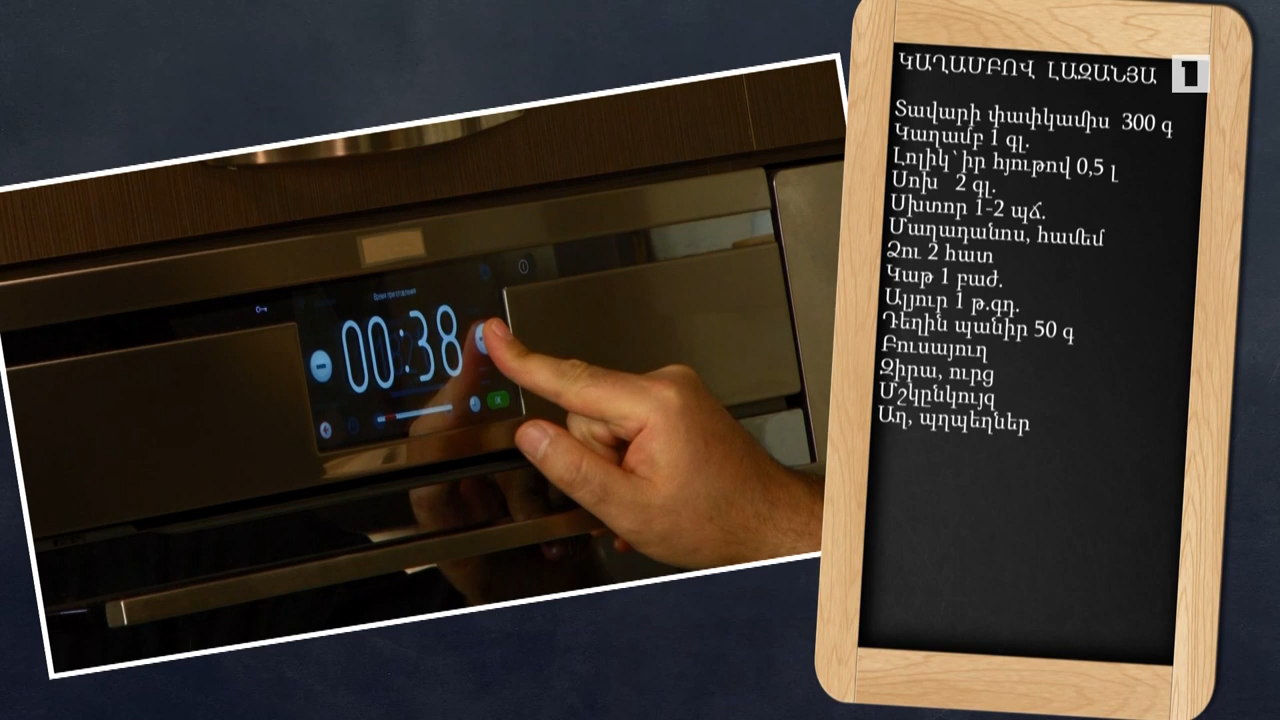 00:38
OK
ԿԱՂԱՄԲՈՎ ԼԱԶԱՆՅԱ
1
Տավարի փափկամիս 300 գ
Կաղամբ 1 գլ.
Լոլիկ՝ իր հյութով 0,5 լ
Սոխ 2 գլ.
Սխտոր 1-2 պճ.
Մաղադանոս, համեմ
Ձու 2 հատ
Կաթ 1 բաժ.
Ալյուր 1 թ.գդ.
Դեղին պանիր 50 գ
Բուսայուղ
Զիրա, ուրց
Մշկընկույզ
Աղ, պղպեղներ